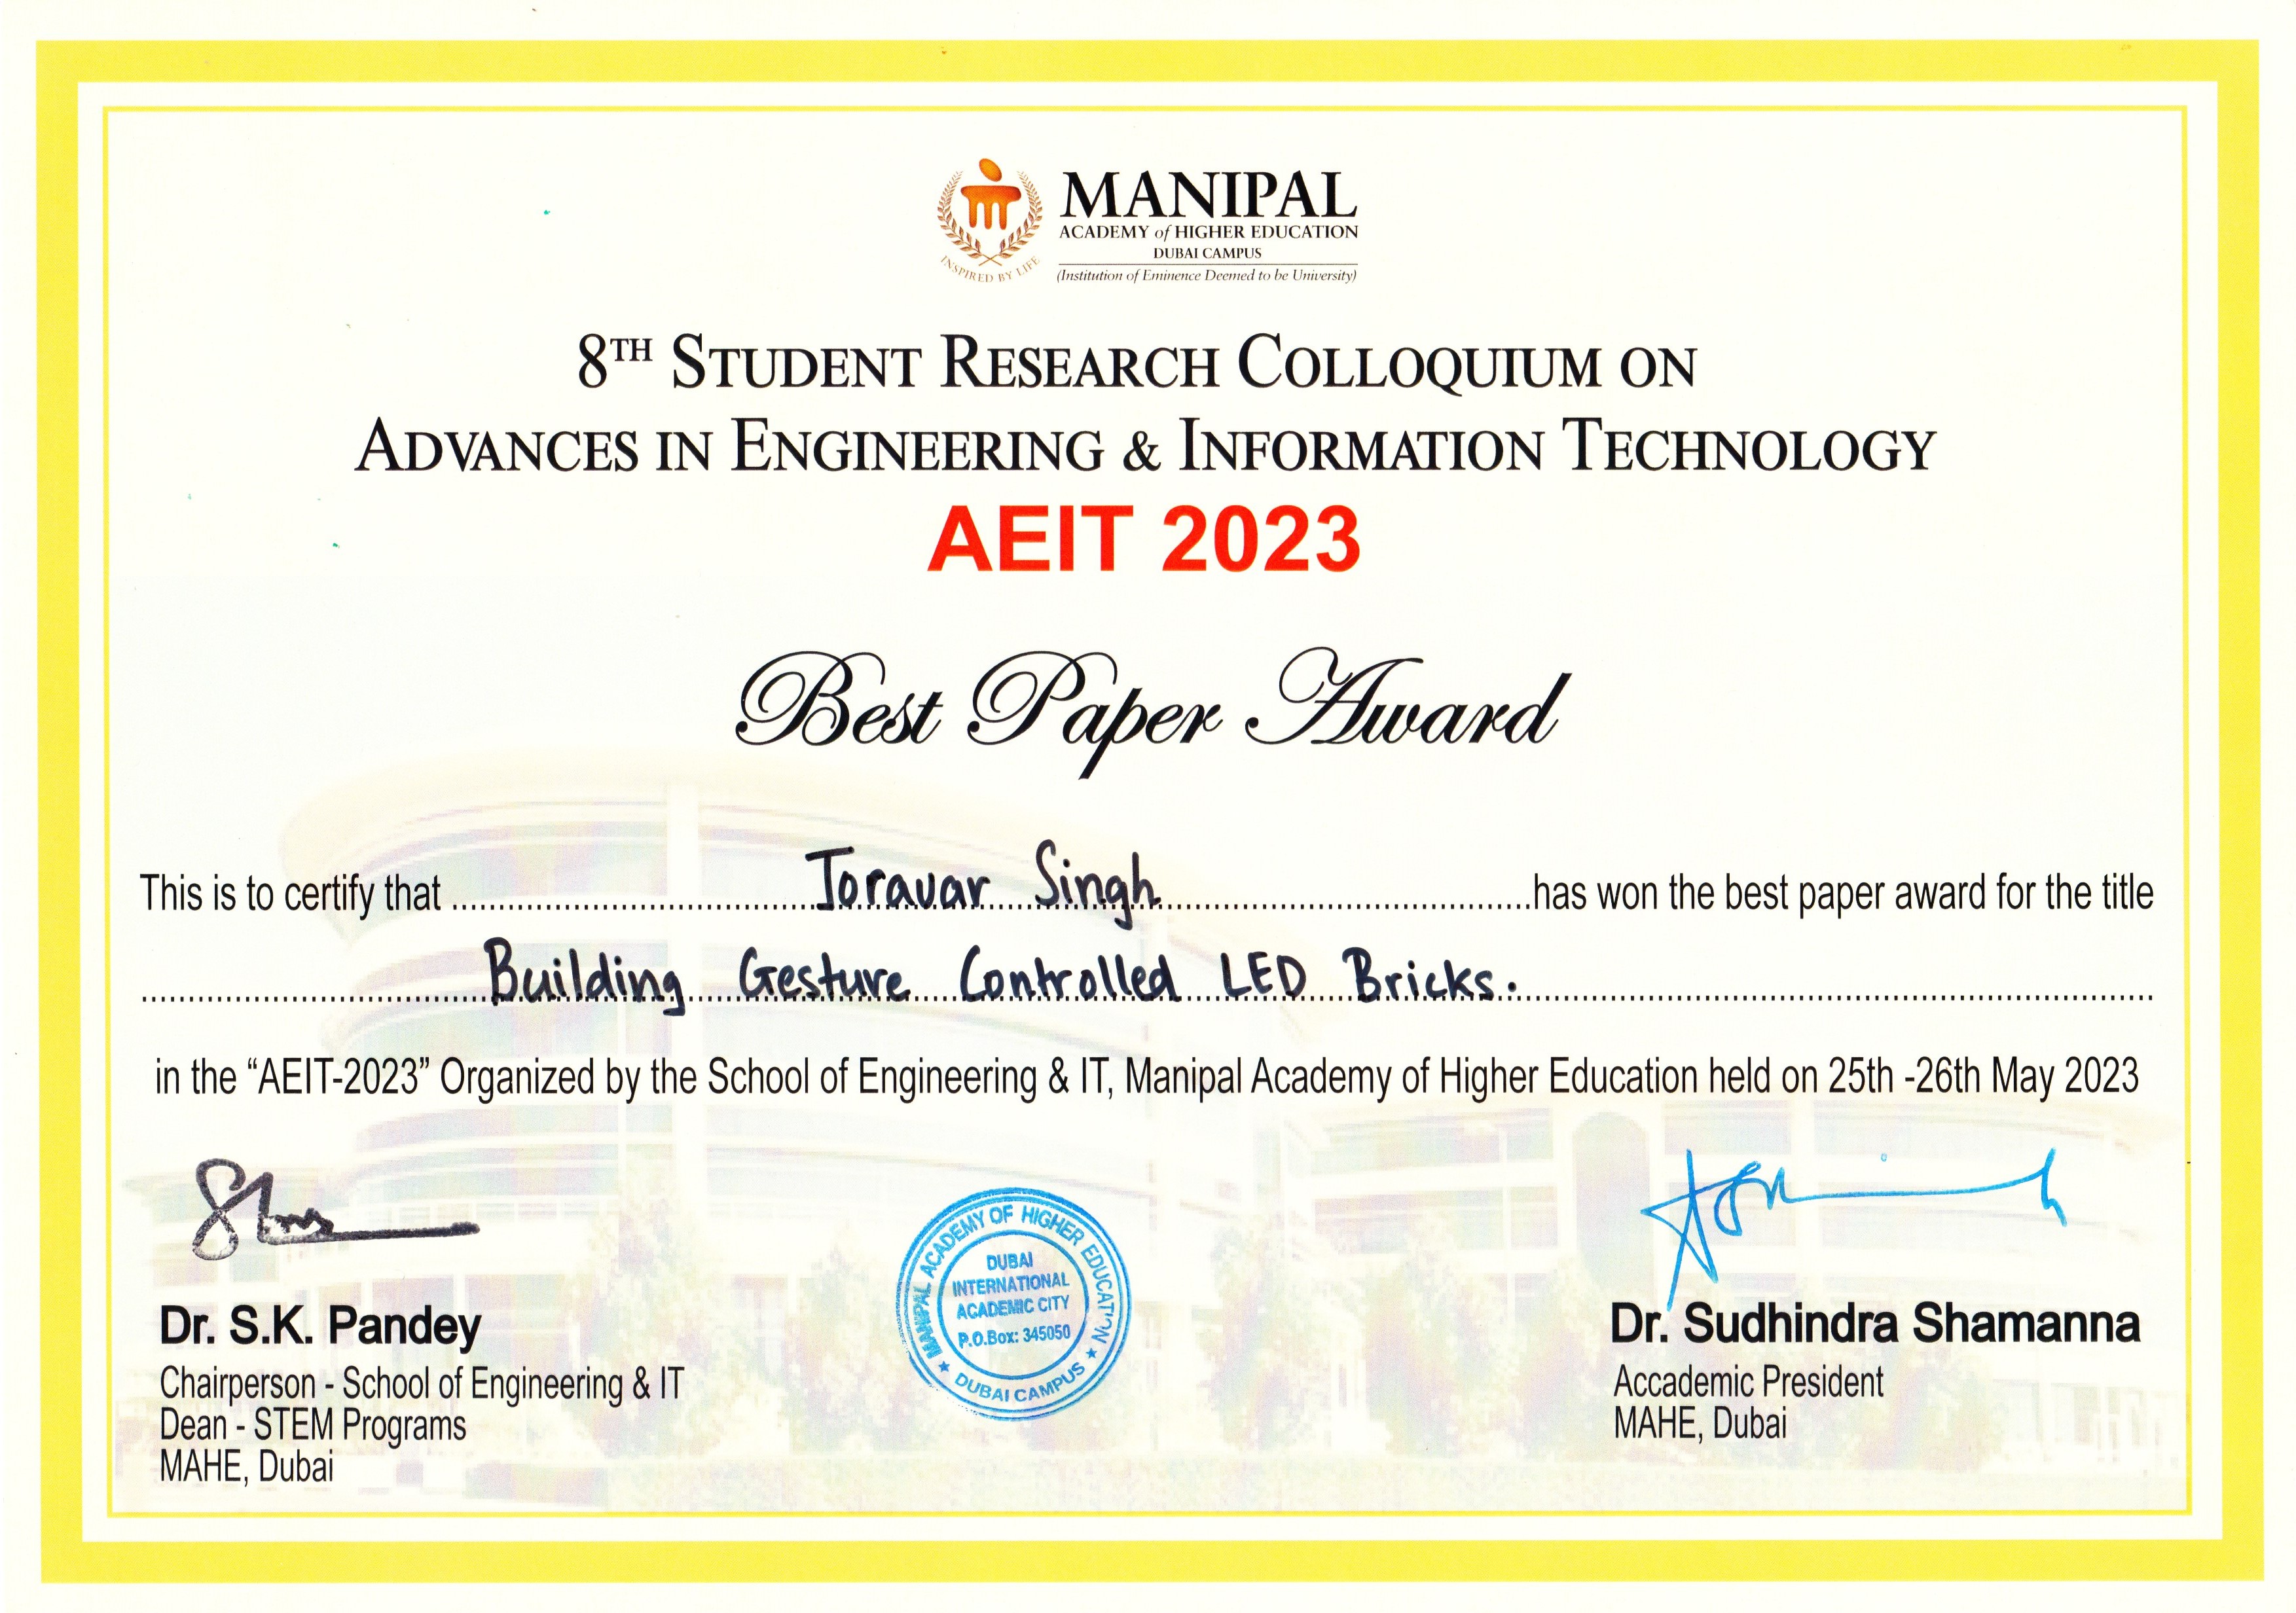 MANIPAL
ACADEMY of HIGHER EDUCATION
DUBAI CAMPUS
(Institution of Eminence Deemed to be University)
INSPIRED BY LIFE
8TH STUDENT RESEARCH COLLOQUIUM ON
ADVANCES IN ENGINEERING & INFORMATION TECHNOLOGY
AEIT 2023
Best Paper Award
This is to certify that Joravar Singh has won the best paper award for the title
Building Gesture Controlled LED Bricks.
in the “AEIT-2023” Organized by the School of Engineering & IT, Manipal Academy of Higher Education held on 25th -26th May 2023
Dr. S.K. Pandey
Chairperson - School of Engineering & IT
Dean - STEM Programs
MAHE, Dubai
MANIPAL ACADEMY OF HIGHER EDUCATION
DUBAI
INTERNATIONAL
ACADEMIC CITY
P.O.Box: 345050
★ DUBAI CAMPUS ★
Dr. Sudhindra Shamanna
Accademic President
MAHE, Dubai